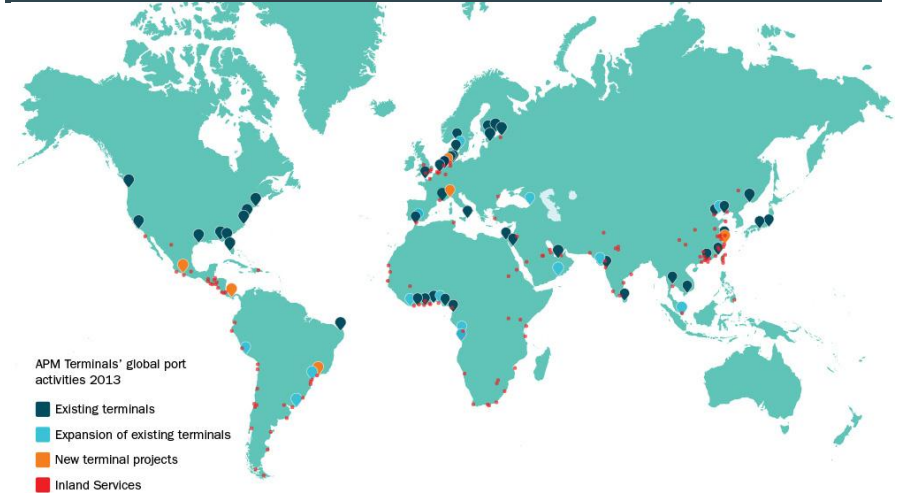 APM Terminals' global port
activities 2013
Existing terminals
Expansion of existing terminals
New terminal projects
Inland Services